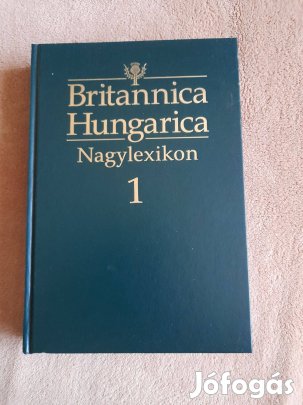 Britannica
Hungarica
Nagylexikon
1
Jófogás